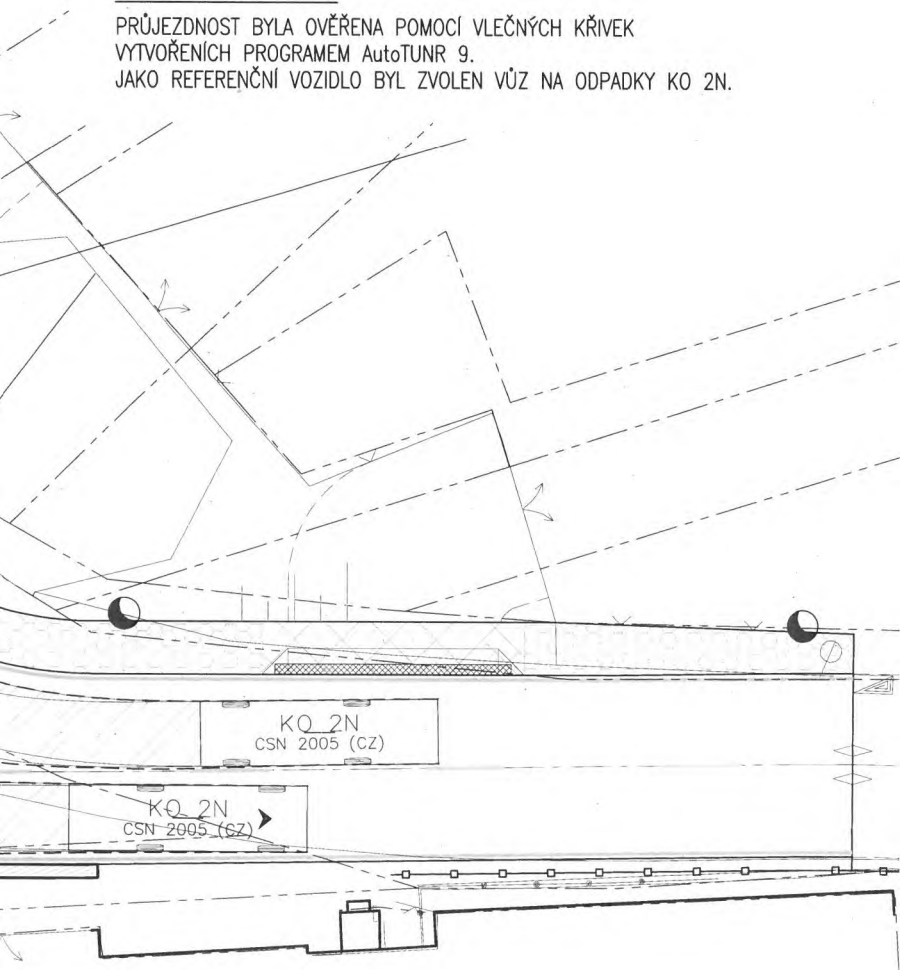 PRŮJEZDNOST BYLA OVĚŘENA POMOCÍ VLEČNÝCH KŘIVEK
VYTVOŘENÍCH PROGRAMEM AutoTUNR 9.
JAKO REFERENČNÍ VOZIDLO BYL ZVOLEN VŮZ NA ODPADKY KO 2N.
KO 2N
CSN 2005 (CZ)
KO 2N
CSN 2005 (CZ)